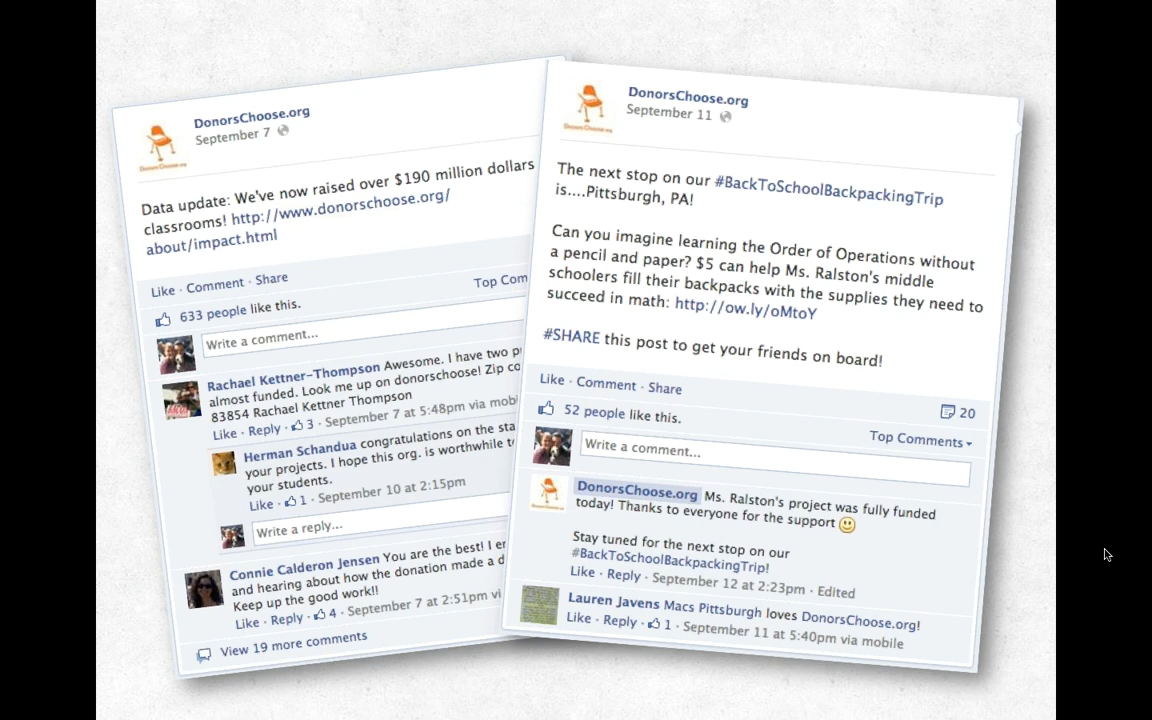 DonorsChoose.org
September 7
Data update: We've now raised over $190 million dollars
classrooms! http://www.donorschoose.org/
about/impact.html
Like · Comment · Share
633 people like this.
Top Com
Write a comment...
Rachael Kettner-Thompson Awesome. I have two
almost funded. Look me up on donorschoose! Zip
83854 Rachael Kettner Thompson
Like · Reply · 3 · September 7 at 5:48pm via mobi
Herman Schandua congratulations on the
your projects. I hope this org. is worthwhile
your students.
Like · 1 · September 10 at 2:15pm
Write a reply...
Connie Calderon Jensen You are the best! I
and hearing about how the donation made a
Keep up the good work!!
Like · Reply · 4 · September 7 at 2:51pm
View 19 more comments
DonorsChoose.org
DonorsChoose.org
September 11
The next stop on our #BackToSchoolBackpackingTrip
is....Pittsburgh, PA!
Can you imagine learning the Order of Operations without
a pencil and paper? $5 can help Ms. Ralston's middle
schoolers fill their backpacks with the supplies they need to
succeed in math: http://ow.ly/oMtoY
#SHARE this post to get your friends on board!
Like · Comment · Share
20
52 people like this.
Top Comments
Write a comment...
DonorsChoose.org Ms. Ralston's project was fully funded
today! Thanks to everyone for the support
Stay tuned for the next stop on our
#BackToSchoolBackpackingTrip!
Like · Reply · September 12 at 2:23pm · Edited
Lauren Javens Macs Pittsburgh loves DonorsChoose.org!
Like · Reply · 1 · September 11 at 5:40pm via mobile